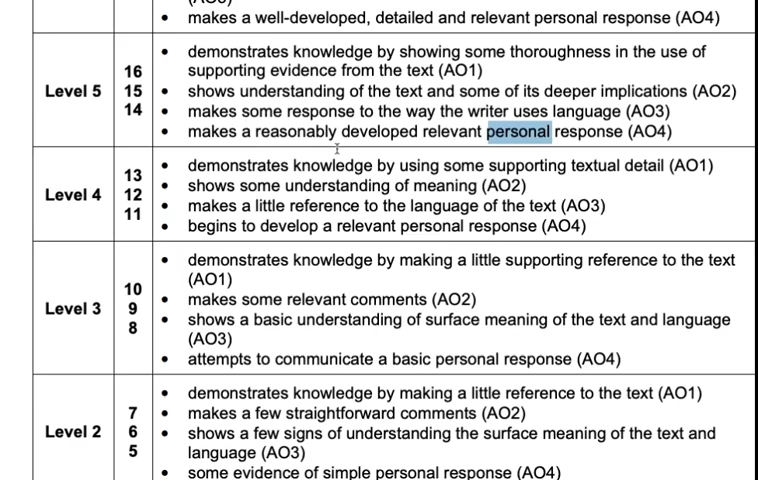 (AO3)
• makes a well-developed, detailed and relevant personal response (AO4)
Level 5
16
15
14
• demonstrates knowledge by showing some thoroughness in the use of
supporting evidence from the text (AO1)
• shows understanding of the text and some of its deeper implications (AO2)
• makes some response to the way the writer uses language (AO3)
• makes a reasonably developed relevant personal response (AO4)
Level 4
13
12
11
• demonstrates knowledge by using some supporting textual detail (AO1)
• shows some understanding of meaning (AO2)
• makes a little reference to the language of the text (AO3)
• begins to develop a relevant personal response (AO4)
Level 3
10
9
8
• demonstrates knowledge by making a little supporting reference to the text
(AO1)
• makes some relevant comments (AO2)
• shows a basic understanding of surface meaning of the text and language
(AO3)
• attempts to communicate a basic personal response (AO4)
Level 2
7
6
5
• demonstrates knowledge by making a little reference to the text (AO1)
• makes a few straightforward comments (AO2)
• shows a few signs of understanding the surface meaning of the text and
language (AO3)
• some evidence of simple personal response (AO4)